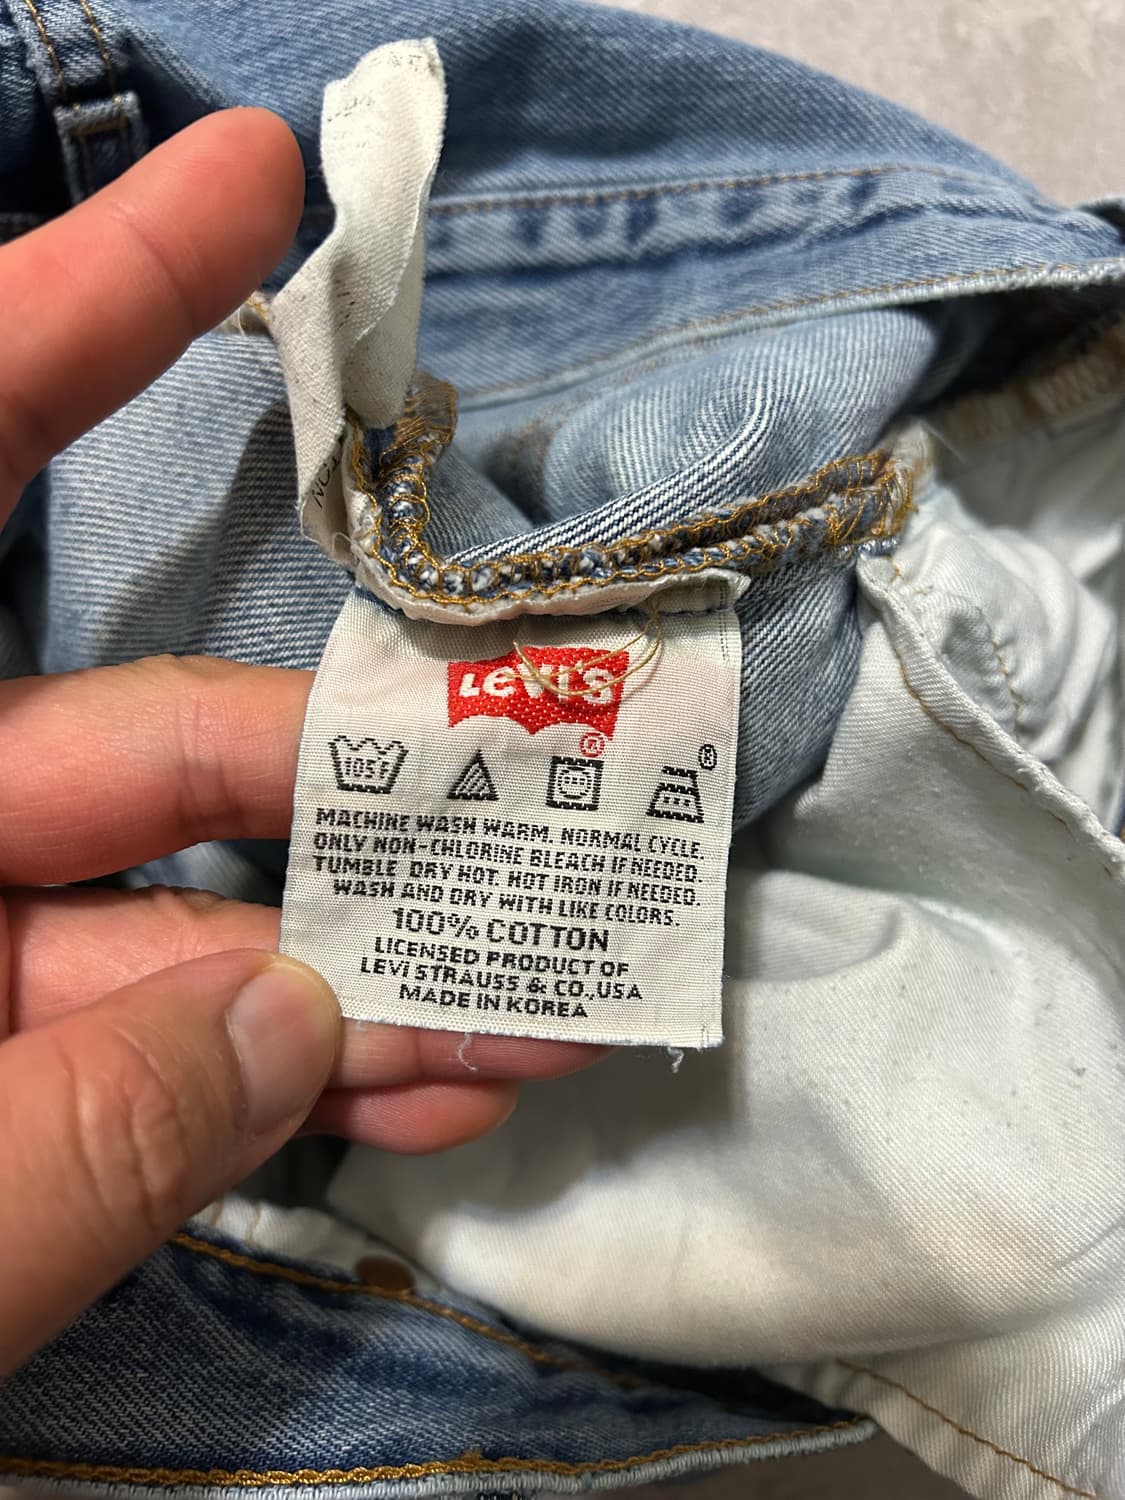 LEVI'S
®
105F
®
MACHINE WASH WARM. NORMAL CYCLE.
ONLY NON-CHLORINE BLEACH IF NEEDED.
TUMBLE DRY HOT. HOT IRON IF NEEDED.
WASH AND DRY WITH LIKE COLORS.
100% COTTON
LICENSED PRODUCT OF
LEVI STRAUSS & CO.,USA
MADE IN KOREA